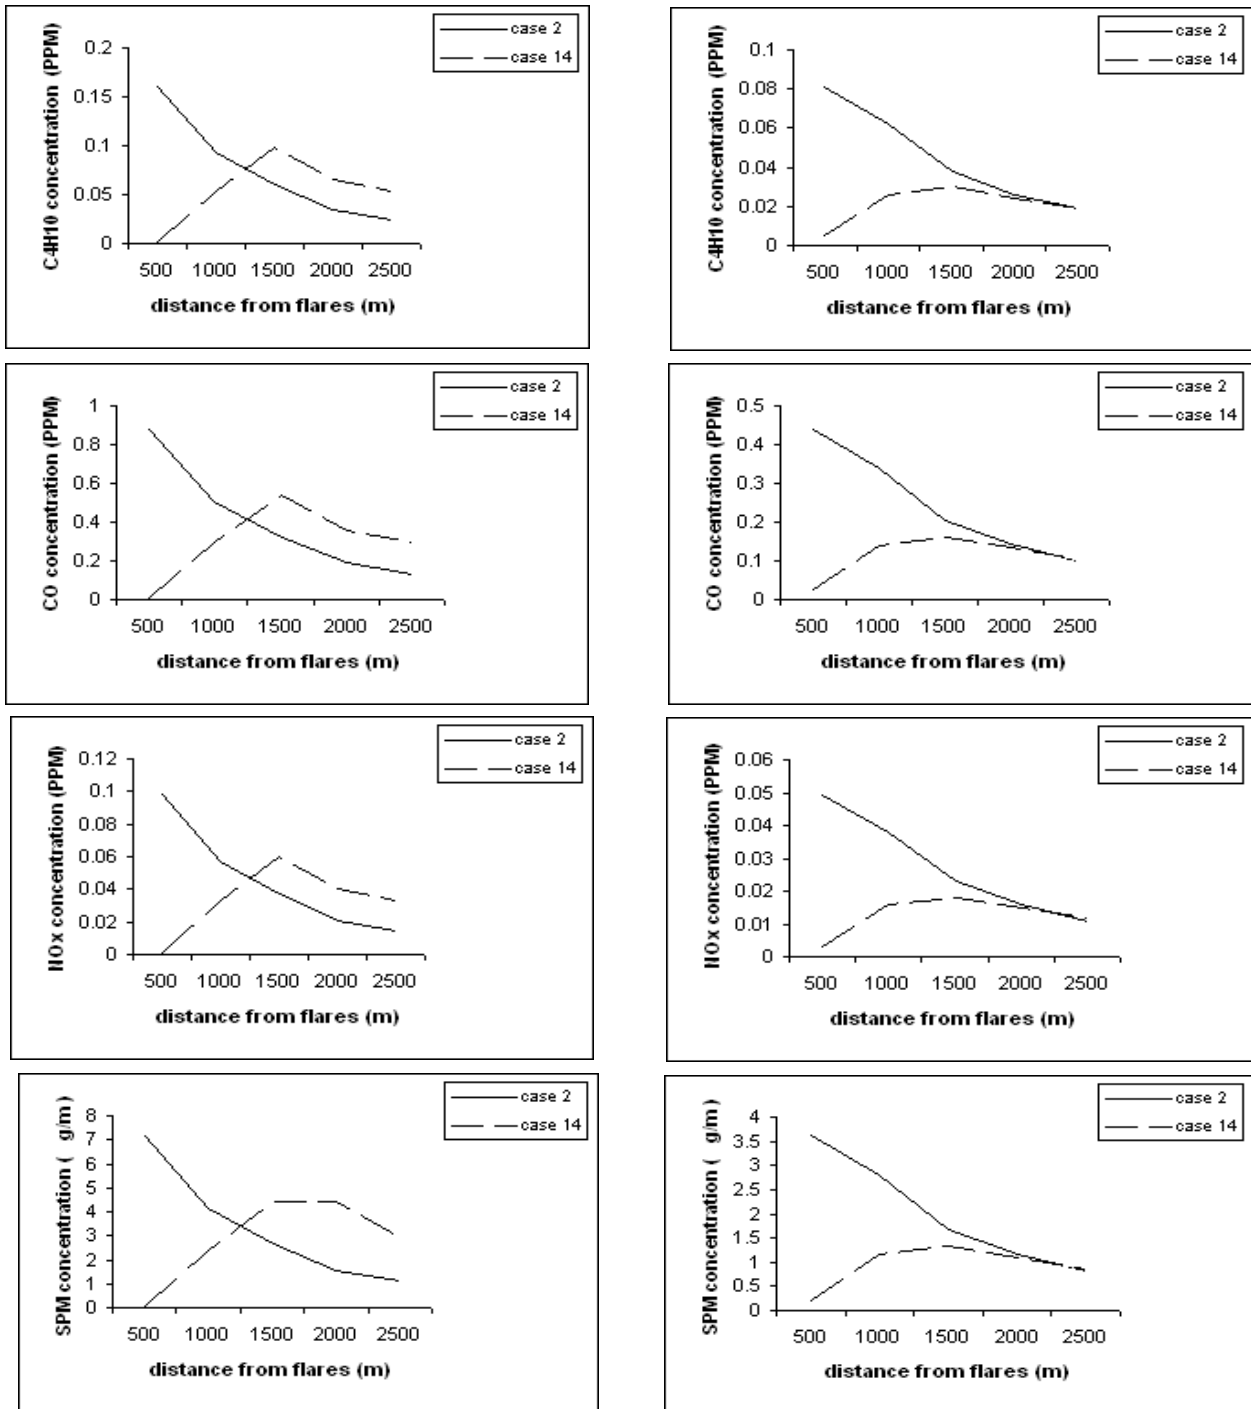 case 2
case 14
C4H10 concentration (PPM)
0.2
0.15
0.1
0.05
0
500 1000 1500 2000 2500
distance from flares (m)
case 2
case 14
C4H10 concentration (PPM)
0.1
0.08
0.06
0.04
0.02
0
500 1000 1500 2000 2500
distance from flares (m)
case 2
case 14
CO concentration (PPM)
1
0.8
0.6
0.4
0.2
0
500 1000 1500 2000 2500
distance from flares (m)
case 2
case 14
CO concentration (PPM)
0.5
0.4
0.3
0.2
0.1
0
500 1000 1500 2000 2500
distance from flares (m)
case 2
case 14
NOx concentration (PPM)
0.12
0.1
0.08
0.06
0.04
0.02
0
500 1000 1500 2000 2500
distance from flares (m)
case 2
case 14
NOx concentration (PPM)
0.06
0.05
0.04
0.03
0.02
0.01
0
500 1000 1500 2000 2500
distance from flares (m)
case 2
case 14
SPM concentration ( g/m)
8
7
6
5
4
3
2
1
0
500 1000 1500 2000 2500
distance from flares (m)
case 2
case 14
SPM concentration ( g/m)
4
3.5
3
2.5
2
1.5
1
0.5
0
500 1000 1500 2000 2500
distance from flares (m)